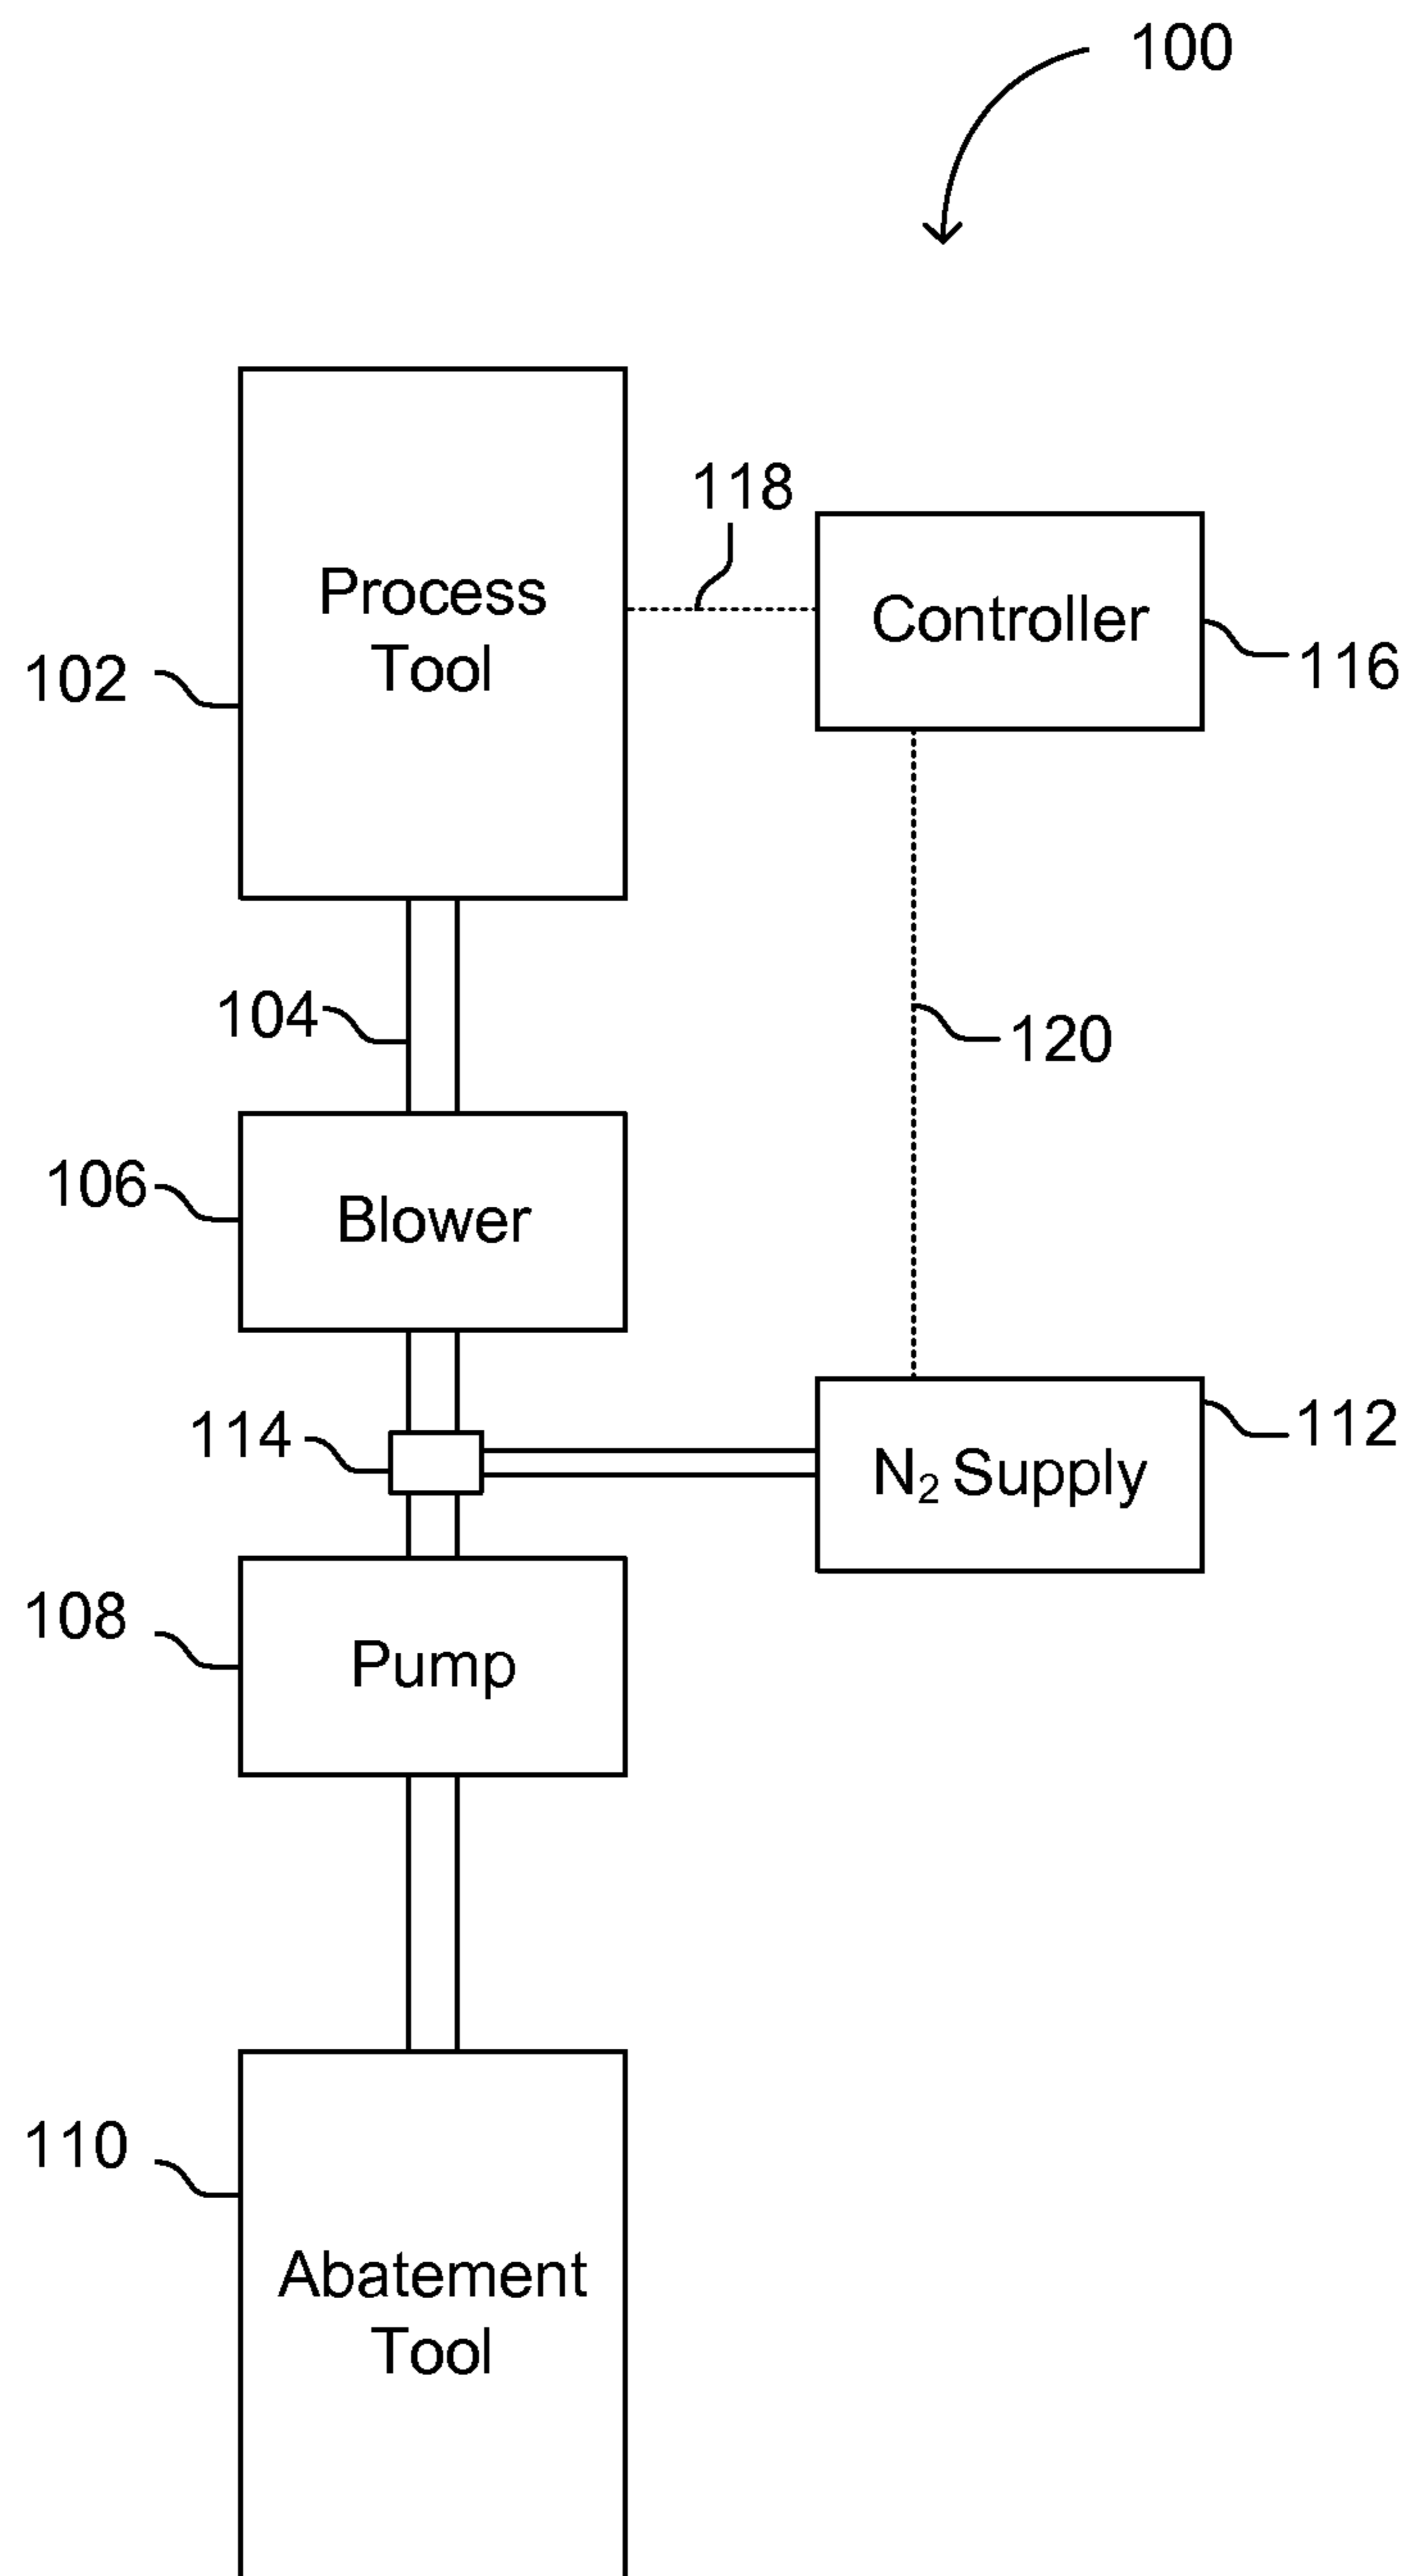 100
118
Process
Tool
Controller
102
116
104
120
106
Blower
114
112
N₂ Supply
108
Pump
110
Abatement
Tool